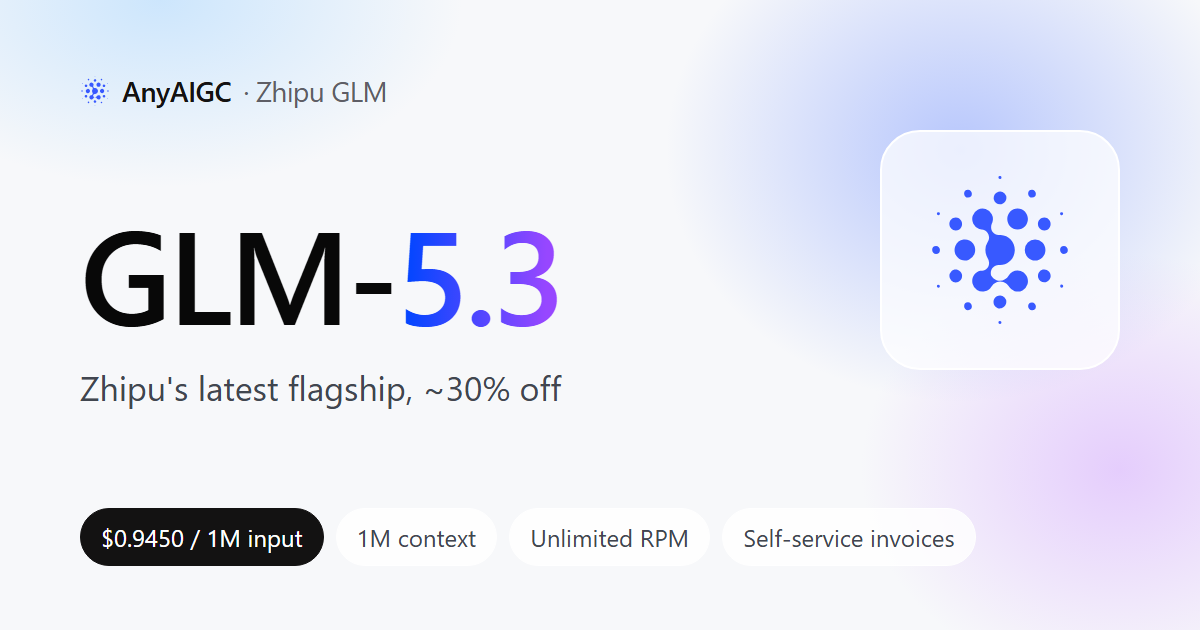 AnyAIGC · Zhipu GLM
GLM-5.3
Zhipu's latest flagship, ~30% off
$0.9450 / 1M input
1M context
Unlimited RPM
Self-service invoices